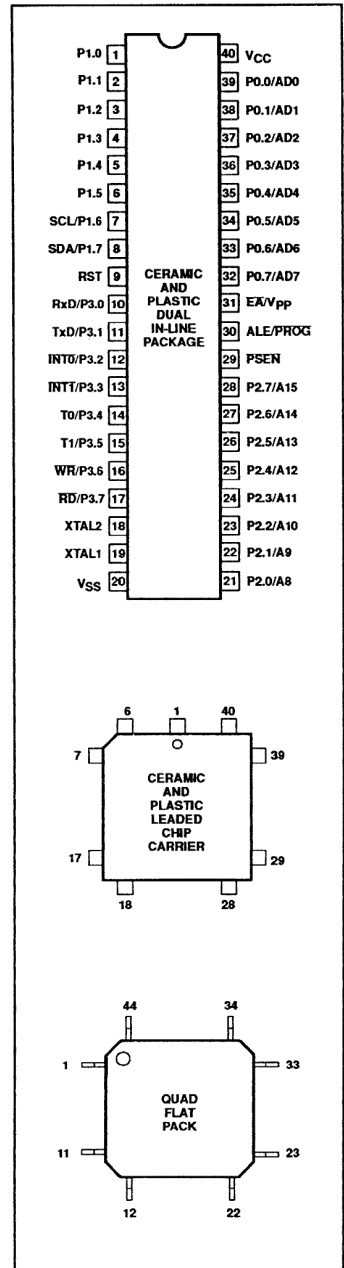 P1.0 1 40 VCC
P1.1 2 39 P0.0/AD0
P1.2 3 38 P0.1/AD1
P1.3 4 37 P0.2/AD2
P1.4 5 36 P0.3/AD3
P1.5 6 35 P0.4/AD4
SCL/P1.6 7 34 P0.5/AD5
SDA/P1.7 8 33 P0.6/AD6
RST 9 32 P0.7/AD7
RxD/P3.0 10 31 E̅A̅/VPP
TxD/P3.1 11 30 ALE/P̅R̅O̅G̅
I̅N̅T̅0̅/P3.2 12 29 P̅S̅E̅N̅
I̅N̅T̅1̅/P3.3 13 28 P2.7/A15
T0/P3.4 14 27 P2.6/A14
T1/P3.5 15 26 P2.5/A13
W̅R̅/P3.6 16 25 P2.4/A12
R̅D̅/P3.7 17 24 P2.3/A11
XTAL2 18 23 P2.2/A10
XTAL1 19 22 P2.1/A9
VSS 20 21 P2.0/A8
CERAMIC
AND
PLASTIC
DUAL
IN-LINE
PACKAGE
6 1 40
7 39
CERAMIC
AND
PLASTIC
LEADED
CHIP
CARRIER
17 29
18 28
44 34
1 33
QUAD
FLAT
PACK
11 23
12 22